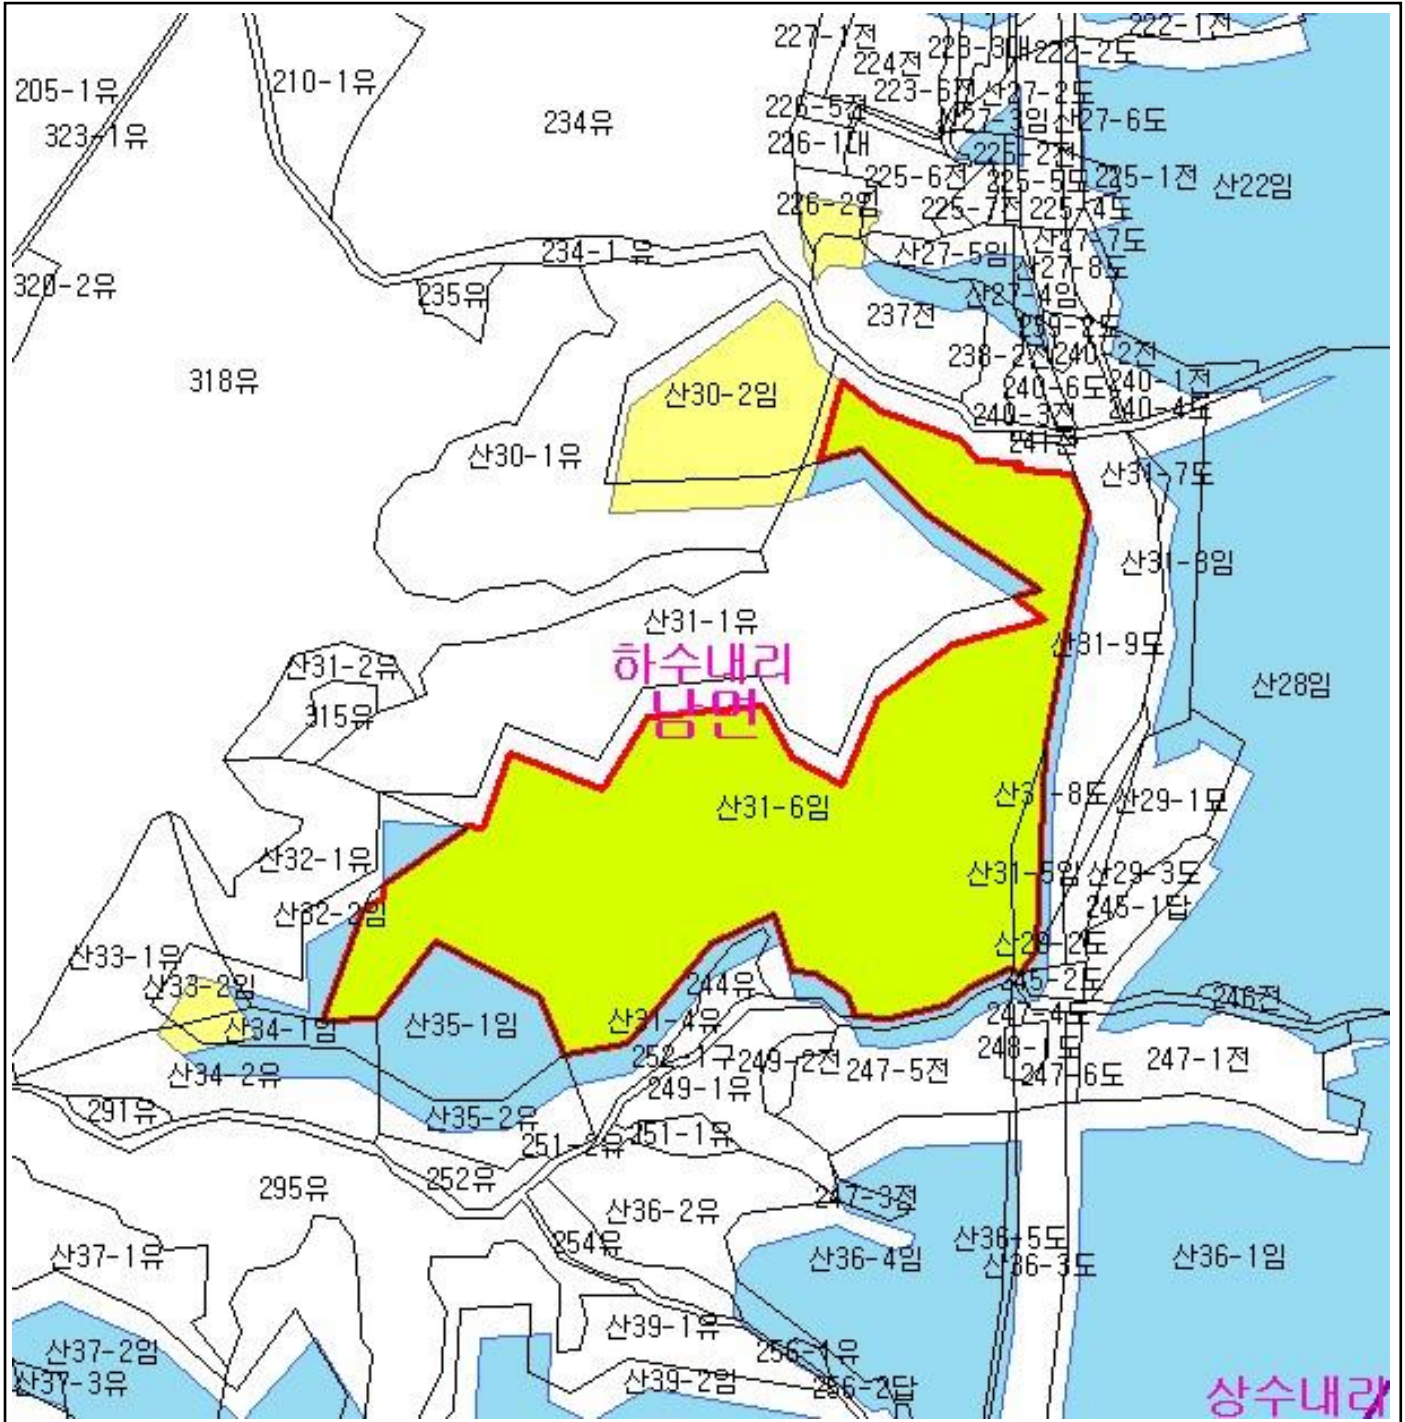 227-1전
222-1전
223-3대
222-2도
224전
223-6전
산27-2도
205-1유
210-1유
226-5전
산27-3임
산27-6도
323-1유
234유
226-1대
225-2전
225-6전
225-5도
225-1전
산22임
226-2임
225-7전
225-4도
234-1 유
산27-5임
산27-7도
산27-8도
320-2유
235유
산27-4임
237전
239-2도
318유
238-2전
240-2전
산30-2임
240-6도
240-1전
240-3전
240-4도
241전
산30-1유
산31-7도
산31-3임
산31-1유
산31-9도
산31-2유
하수내리
산28임
315유
남면
산31-6임
산31-8도
산29-1묘
산32-1유
산31-5임
산29-3도
산32-2임
245-1답
산33-1유
산29-2도
산33-2임
244유
245-2도
246전
산34-1임
산35-1임
산31-4유
247-4도
252-1구
249-2전
248-1도
247-1전
산34-2유
249-1유
247-5전
247-6도
291유
산35-2유
251-2유
251-1유
295유
252유
산36-2유
247-3전
산37-1유
254유
산36-4임
산36-5도
산36-3도
산36-1임
산39-1유
산37-2임
256-1유
산37-3유
산39-2임
256-2답
상수내리